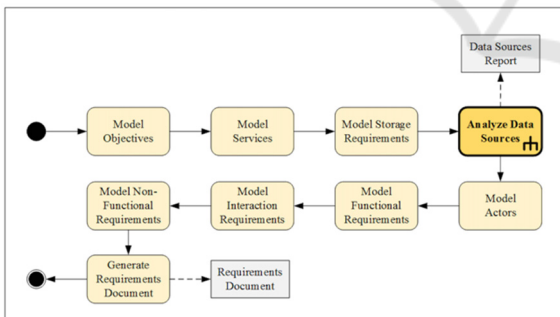 Data Sources
Report
Model
Objectives
Model
Services
Model Storage
Requirements
Analyze Data
Sources
Model Non-
Functional
Requirements
Model
Interaction
Requirements
Model
Functional
Requirements
Model
Actors
Generate
Requirements
Document
Requirements
Document